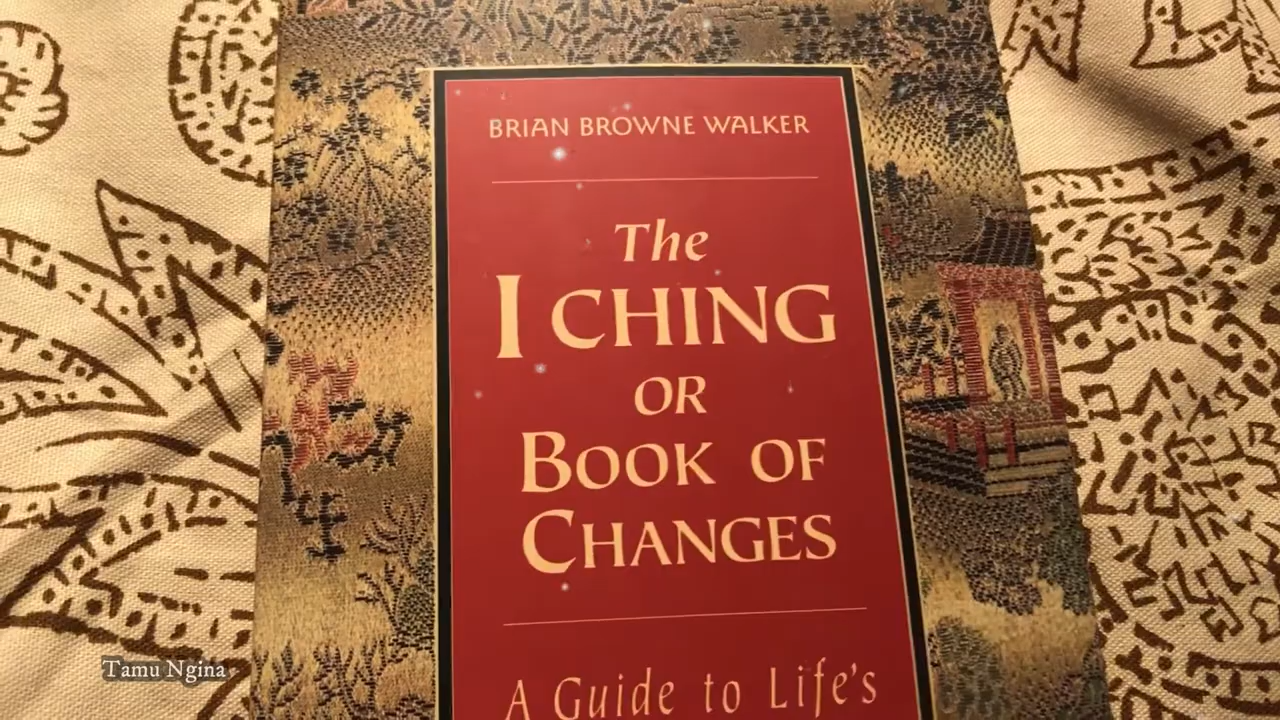 BRIAN BROWNE WALKER
The
I CHING
OR
BOOK OF
CHANGES
A Guide to Life's
Tamu Ngina